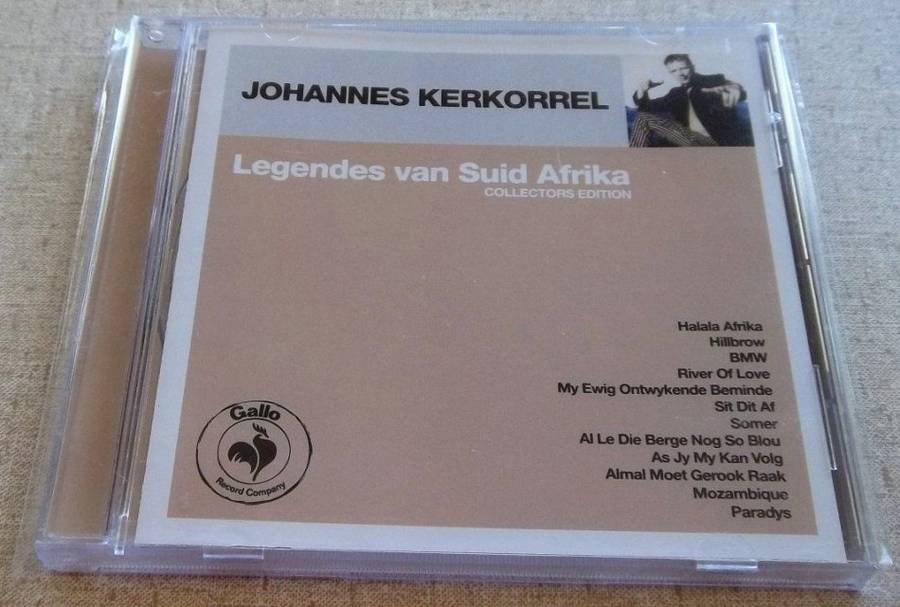 JOHANNES KERKORREL
Legendes van Suid Afrika
COLLECTORS EDITION
Halala Afrika
Hillbrow
BMW
River Of Love
My Ewig Ontwykende Beminde
Sit Dit Af
Somer
Al Le Die Berge Nog So Blou
As Jy My Kan Volg
Almal Moet Gerook Raak
Mozambique
Paradys
Gallo
Record Company